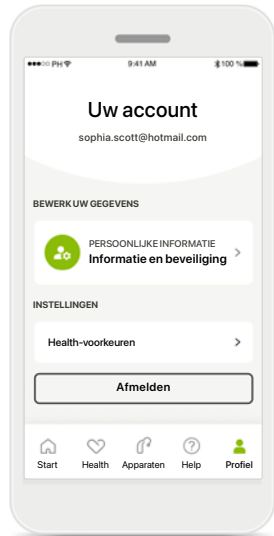 PH 9:41 AM 100 %
Uw account
sophia.scott@hotmail.com
BEWERK UW GEGEVENS
PERSOONLIJKE INFORMATIE
Informatie en beveiliging
INSTELLINGEN
Health-voorkeuren
Afmelden
Start Health Apparaten Help Profiel